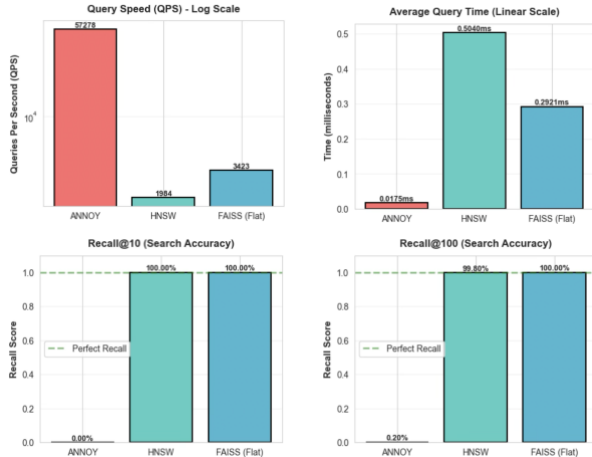 Query Speed (QPS) - Log Scale
Queries Per Second (QPS)
10^4
57278
1984
3423
ANNOY HNSW FAISS (Flat)
Average Query Time (Linear Scale)
Time (milliseconds)
0.5
0.4
0.3
0.2
0.1
0.0
0.0175ms
0.5040ms
0.2921ms
ANNOY HNSW FAISS (Flat)
Recall@10 (Search Accuracy)
Recall Score
1.0
0.8
0.6
0.4
0.2
0.0
0.00%
100.00%
100.00%
Perfect Recall
ANNOY HNSW FAISS (Flat)
Recall@100 (Search Accuracy)
Recall Score
1.0
0.8
0.6
0.4
0.2
0.0
0.20%
99.80%
100.00%
Perfect Recall
ANNOY HNSW FAISS (Flat)